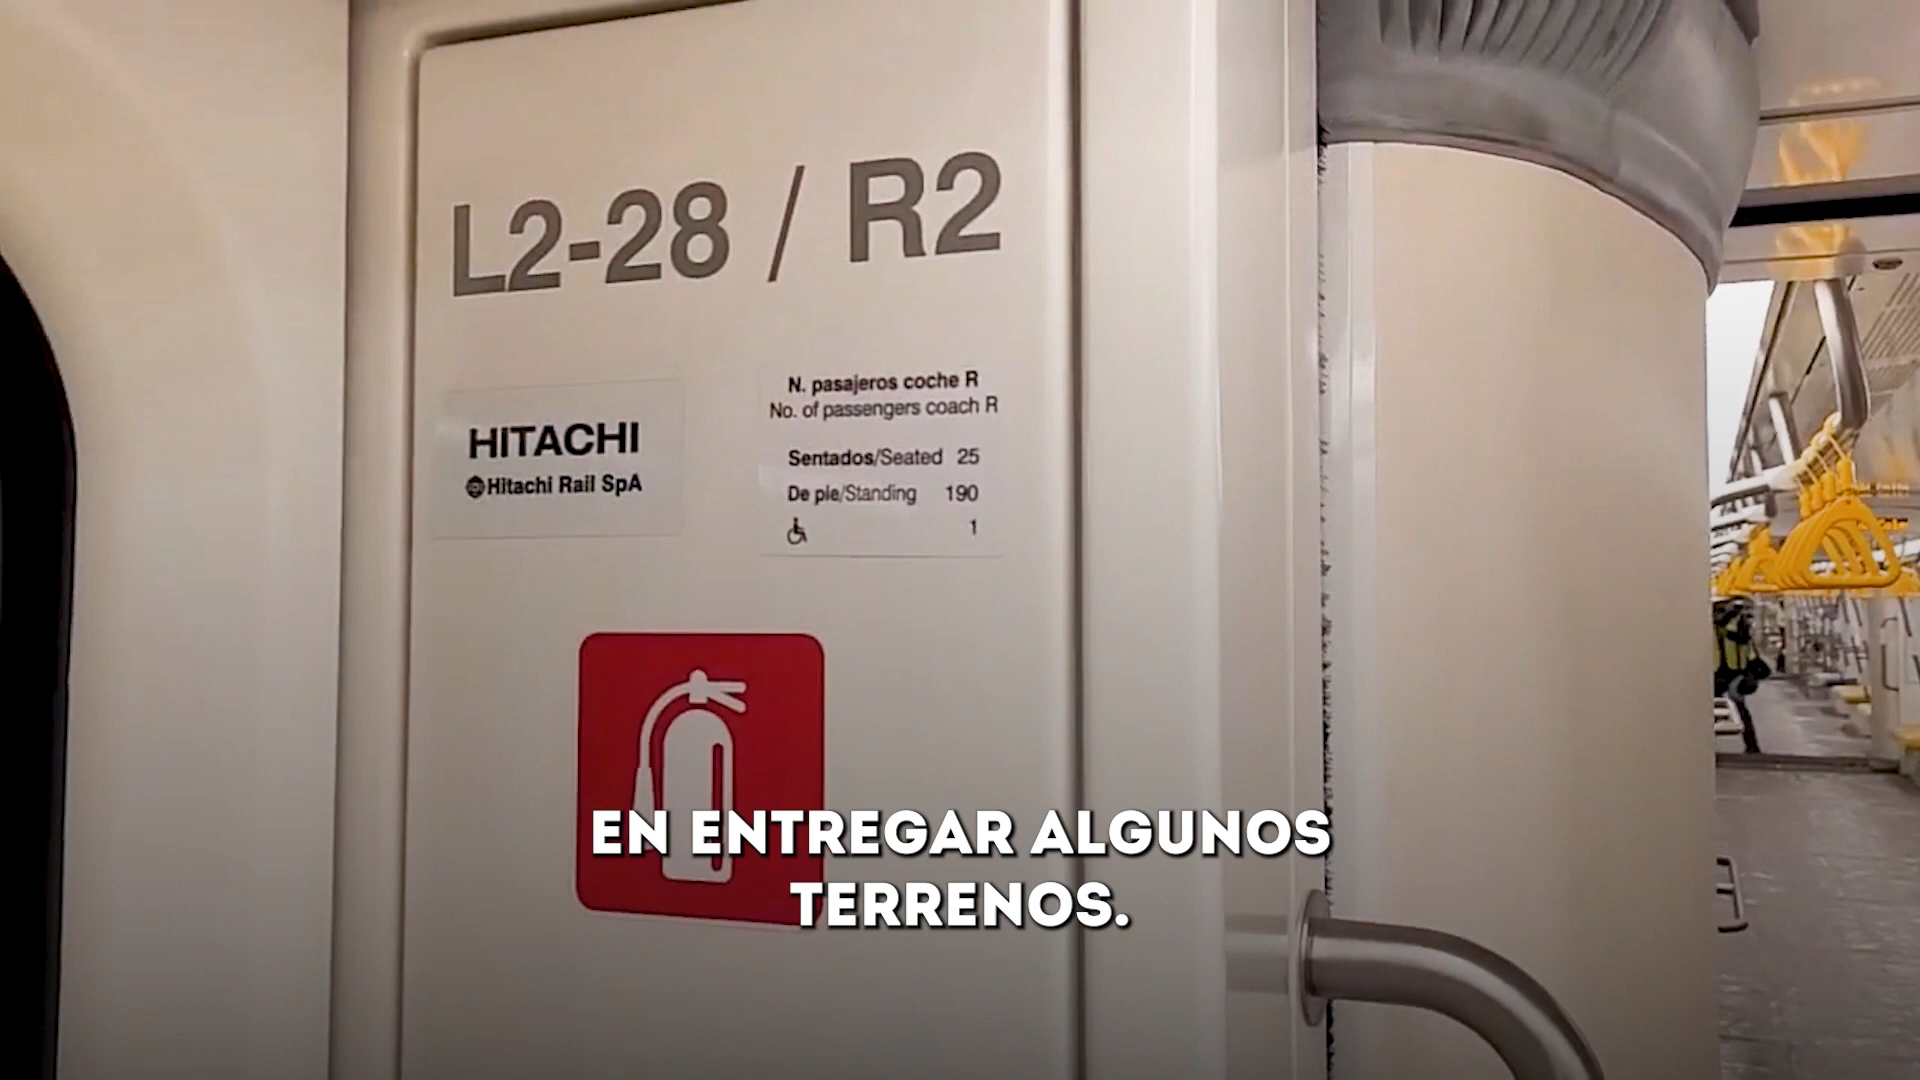 L2-28 / R2
HITACHI
Hitachi Rail SpA
N. pasajeros coche R
No. of passengers coach R
Sentados/Seated 25
De pie/Standing 190
1
EN ENTREGAR ALGUNOS
TERRENOS.